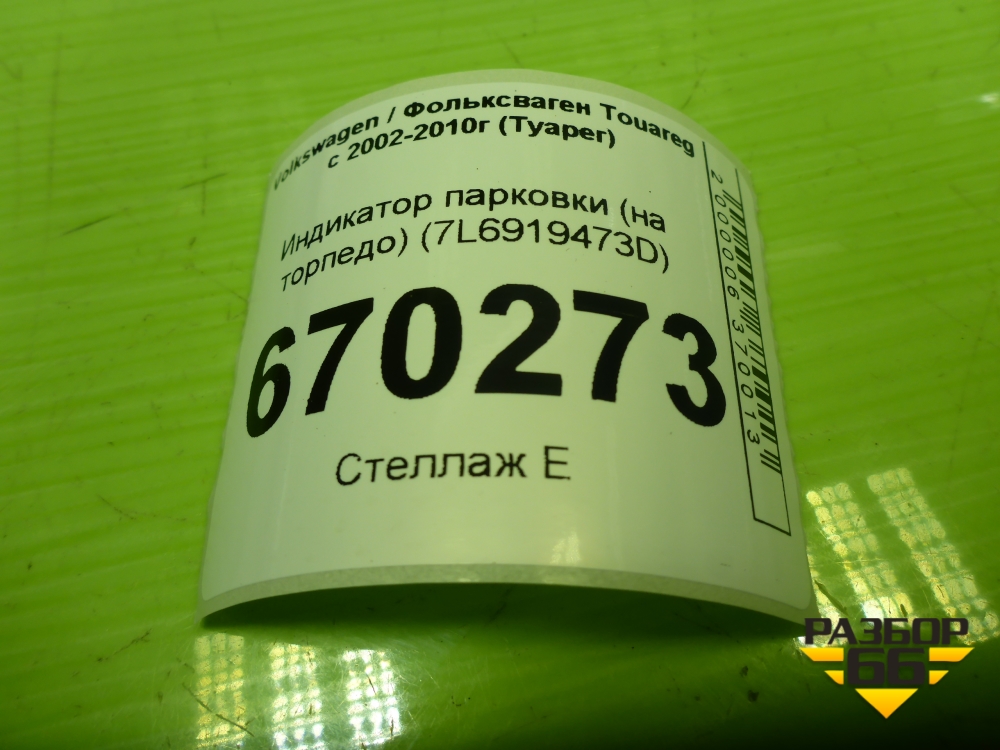 Volkswagen / Фольксваген Touareg
с 2002-2010г (Туарег)
Индикатор парковки (на
торпедо) (7L6919473D)
670273
Стеллаж Е
2000006370013
РАЗБОР
66